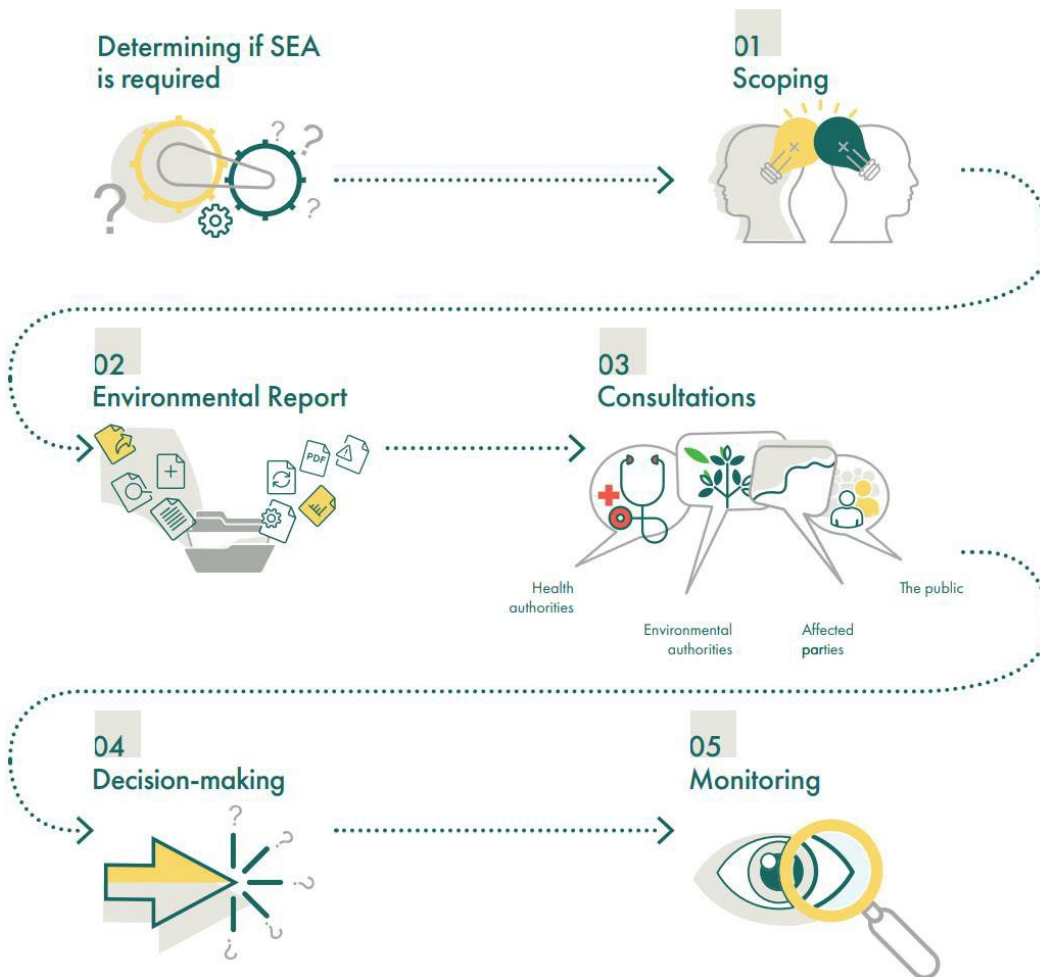 Determining if SEA
is required
?
?
?
?
01
Scoping
02
Environmental Report
PDF
03
Consultations
Health
authorities
Environmental
authorities
Affected
parties
The public
04
Decision-making
?
?
?
?
?
05
Monitoring